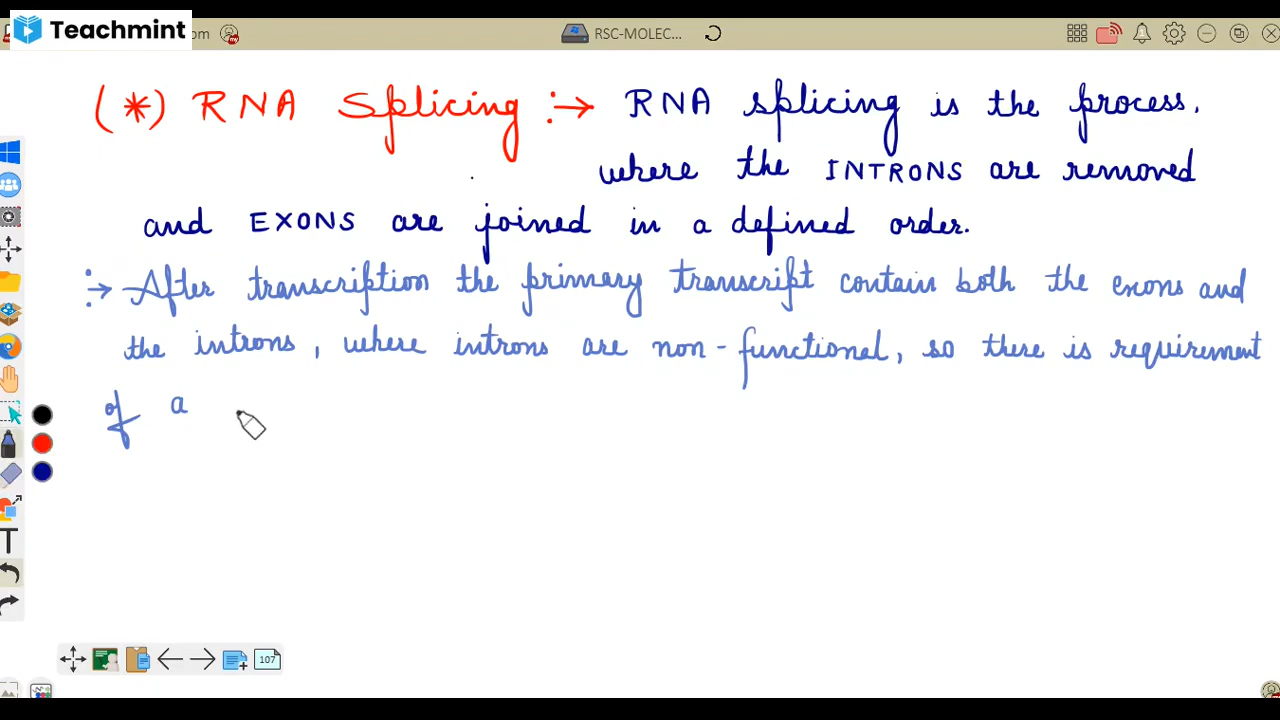 Teachmint
om
RSC-MOLEC...
(*) RNA Splicing :→ RNA splicing is the process,
where the INTRONS are removed
and EXONS are joined in a defined order.
:→ After transcription the primary transcript contain both the exons and
the introns, where introns are non-functional, so there is requirement
of a
T
107